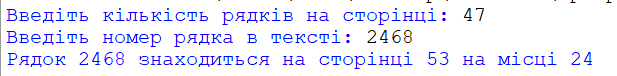 Введіть кількість рядків на сторінці: 47
Введіть номер рядка в тексті: 2468
Рядок 2468 знаходиться на сторінці 53 на місці 24